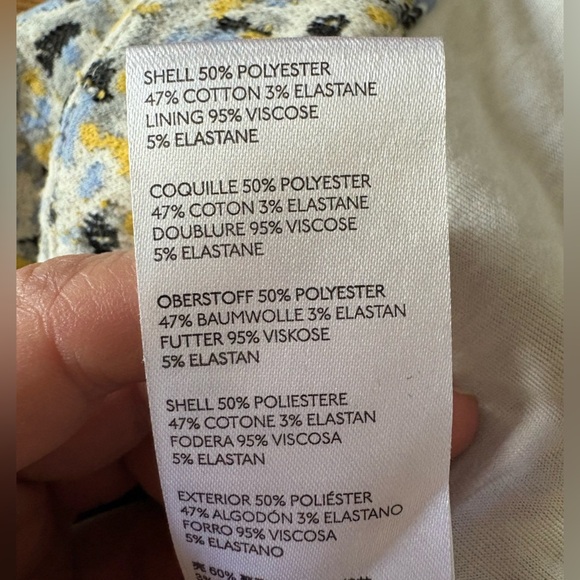 SHELL 50% POLYESTER
47% COTTON 3% ELASTANE
LINING 95% VISCOSE
5% ELASTANE
COQUILLE 50% POLYESTER
47% COTON 3% ELASTANE
DOUBLURE 95% VISCOSE
5% ELASTANE
OBERSTOFF 50% POLYESTER
47% BAUMWOLLE 3% ELASTAN
FUTTER 95% VISKOSE
5% ELASTAN
SHELL 50% POLIESTERE
47% COTONE 3% ELASTAN
FODERA 95% VISCOSA
5% ELASTAN
EXTERIOR 50% POLIÉSTER
47% ALGODÓN 3% ELASTANO
FORRO 95% VISCOSA
5% ELASTANO